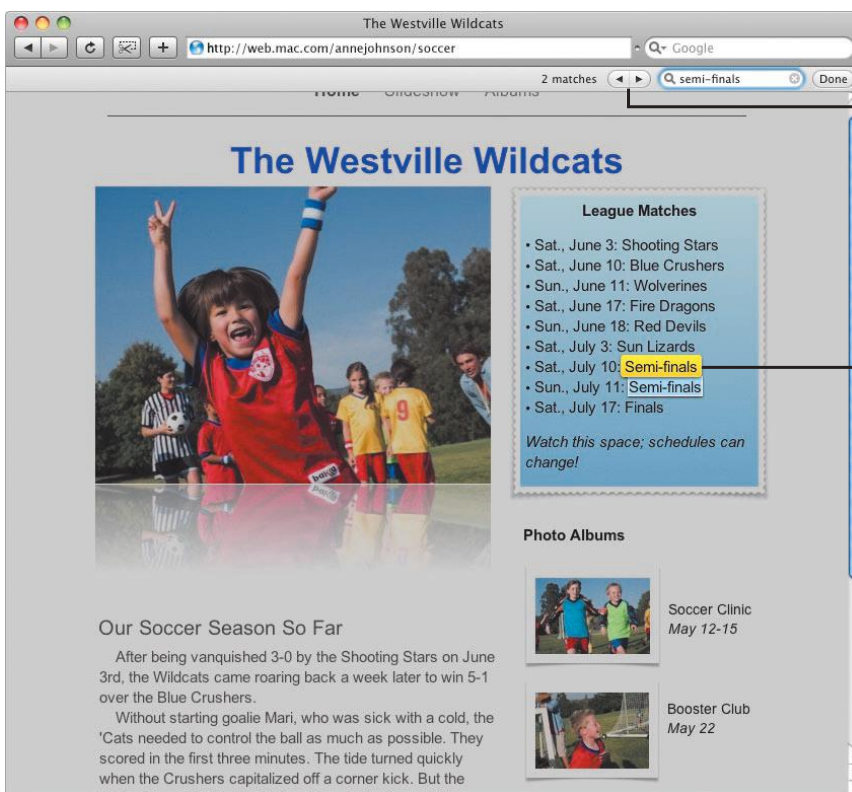 The Westville Wildcats
http://web.mac.com/annejohnson/soccer
Google
2 matches
semi-finals
Done
Home Slideshow Albums
The Westville Wildcats
League Matches
• Sat., June 3: Shooting Stars
• Sat., June 10: Blue Crushers
• Sun., June 11: Wolverines
• Sat., June 17: Fire Dragons
• Sun., June 18: Red Devils
• Sat., July 3: Sun Lizards
• Sat., July 10: Semi-finals
• Sun., July 11: Semi-finals
• Sat., July 17: Finals
Watch this space; schedules can
change!
9
Photo Albums
Soccer Clinic
May 12-15
Booster Club
May 22
Our Soccer Season So Far
After being vanquished 3-0 by the Shooting Stars on June
3rd, the Wildcats came roaring back a week later to win 5-1
over the Blue Crushers.
Without starting goalie Mari, who was sick with a cold, the
'Cats needed to control the ball as much as possible. They
scored in the first three minutes. The tide turned quickly
when the Crushers capitalized off a corner kick. But the